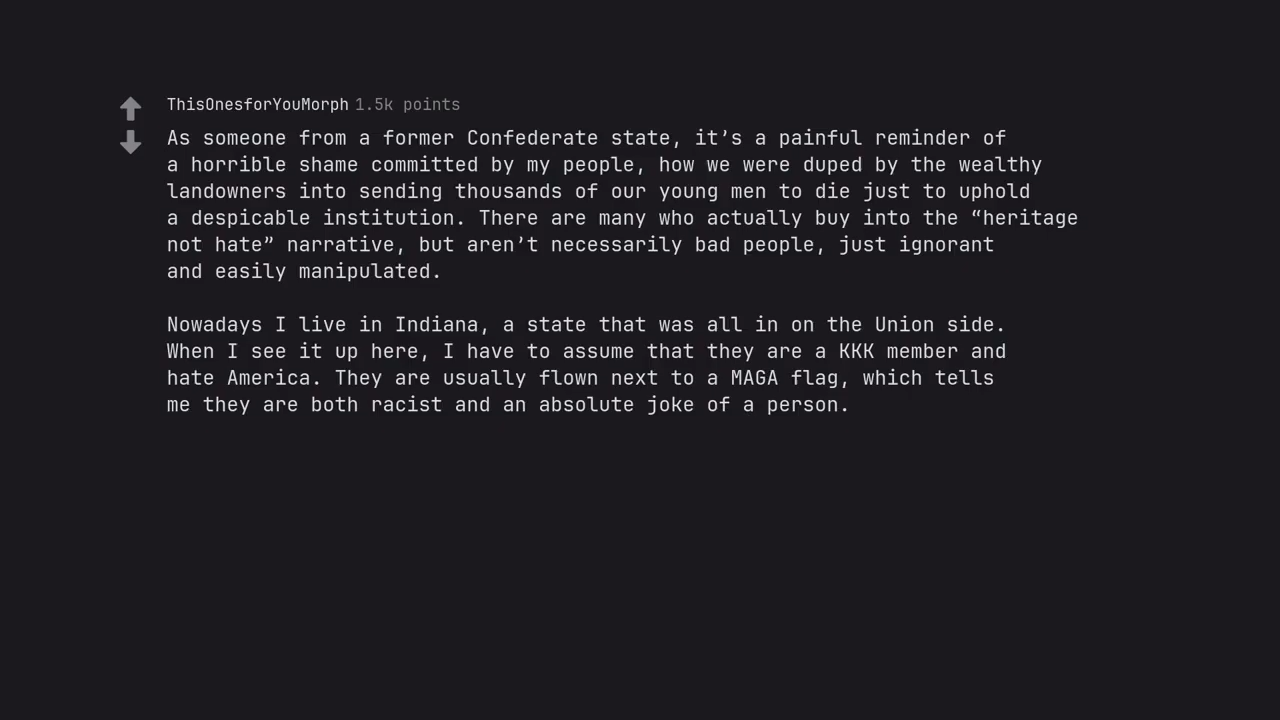 ThisOnesforYouMorph 1.5k points
As someone from a former Confederate state, it’s a painful reminder of
a horrible shame committed by my people, how we were duped by the wealthy
landowners into sending thousands of our young men to die just to uphold
a despicable institution. There are many who actually buy into the “heritage
not hate” narrative, but aren’t necessarily bad people, just ignorant
and easily manipulated.
Nowadays I live in Indiana, a state that was all in on the Union side.
When I see it up here, I have to assume that they are a KKK member and
hate America. They are usually flown next to a MAGA flag, which tells
me they are both racist and an absolute joke of a person.